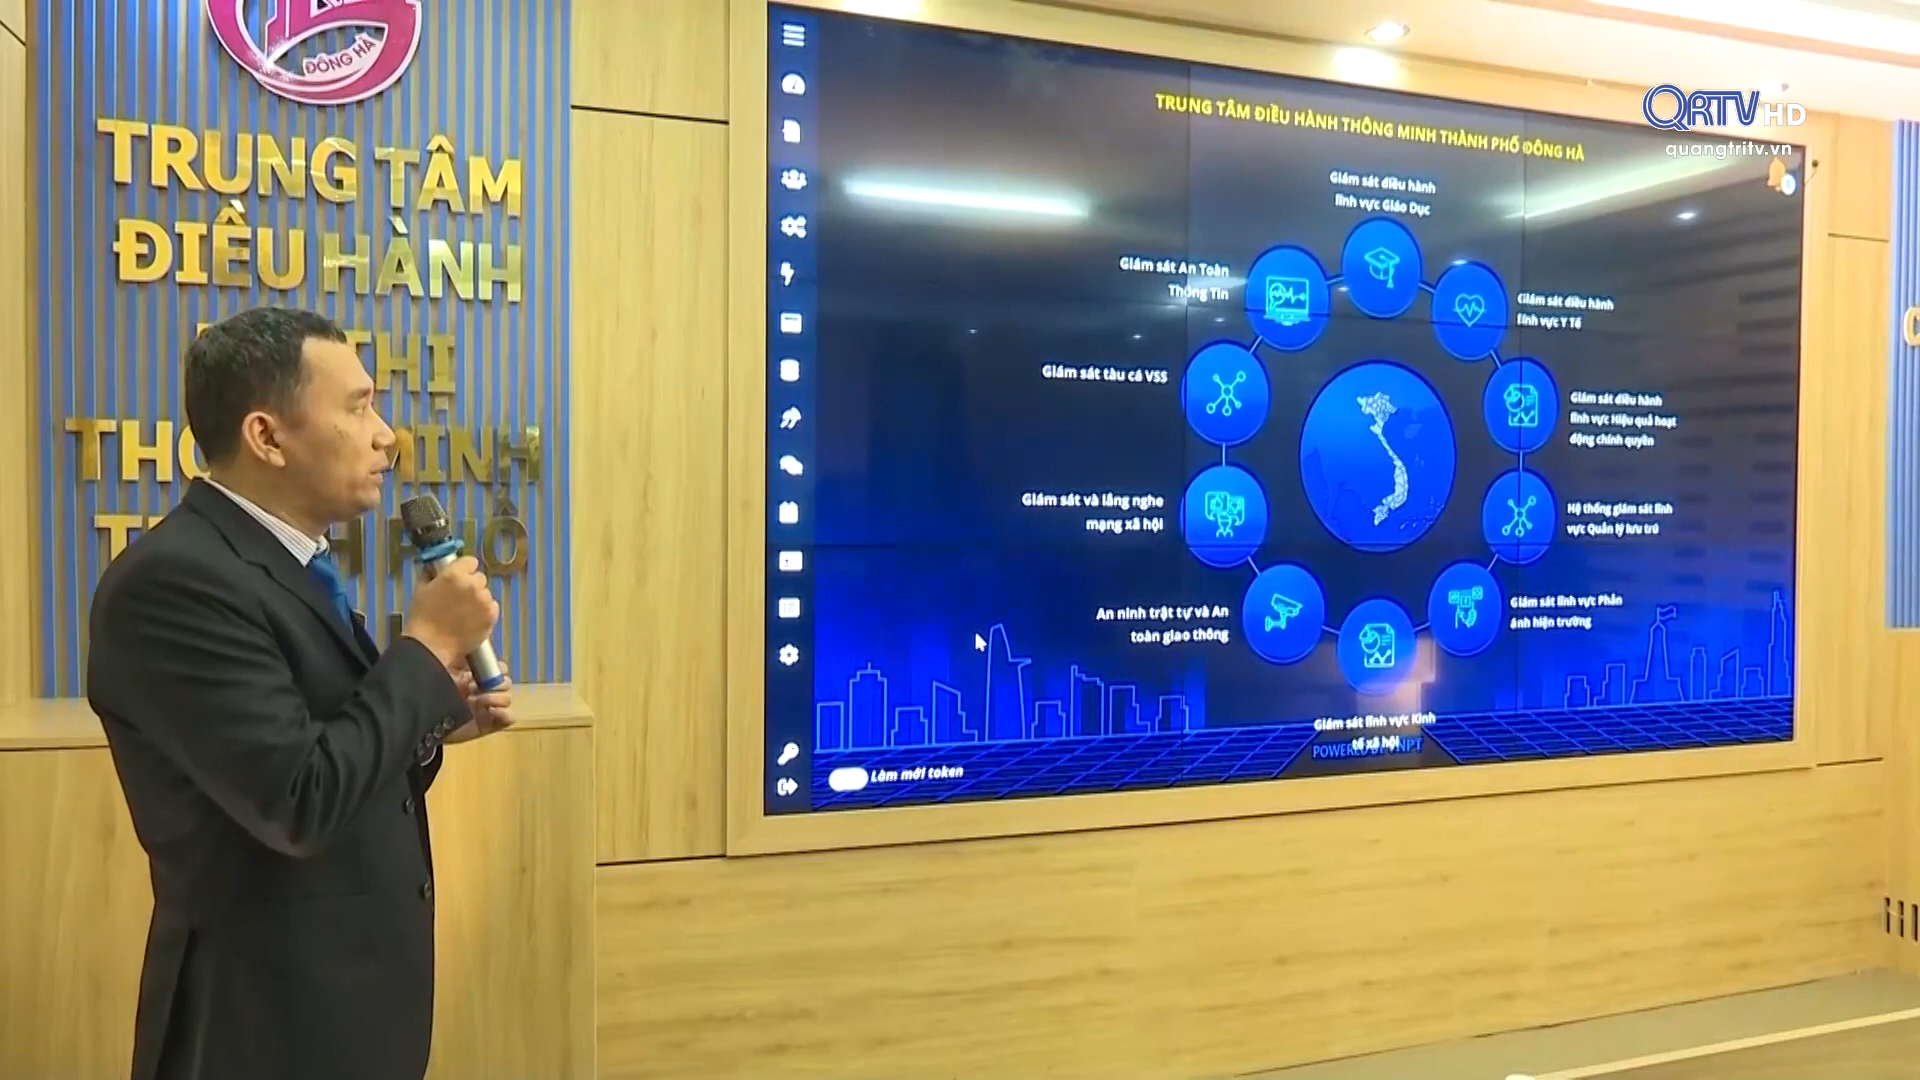 ĐÔNG HÀ
TRUNG TÂM
ĐIỀU HÀNH
THỊ
MINH
PHỐ
TRUNG TÂM ĐIỀU HÀNH THÔNG MINH THÀNH PHỐ ĐÔNG HÀ
Giám sát điều hành
lĩnh vực Giáo Dục
Giám sát An Toàn
Thông Tin
Giám sát điều hành
lĩnh vực Y Tế
Giám sát tàu cá VSS
Giám sát điều hành
lĩnh vực Hiệu quả hoạt
động chính quyền
Giám sát và lắng nghe
mạng xã hội
Hệ thống giám sát lĩnh
vực Quản lý lưu trú
An ninh trật tự và An
toàn giao thông
Giám sát lĩnh vực Phản
ánh hiện trường
Giám sát lĩnh vực Kinh
tế xã hội
Làm mới token
QRTV HD
quangtritv.vn